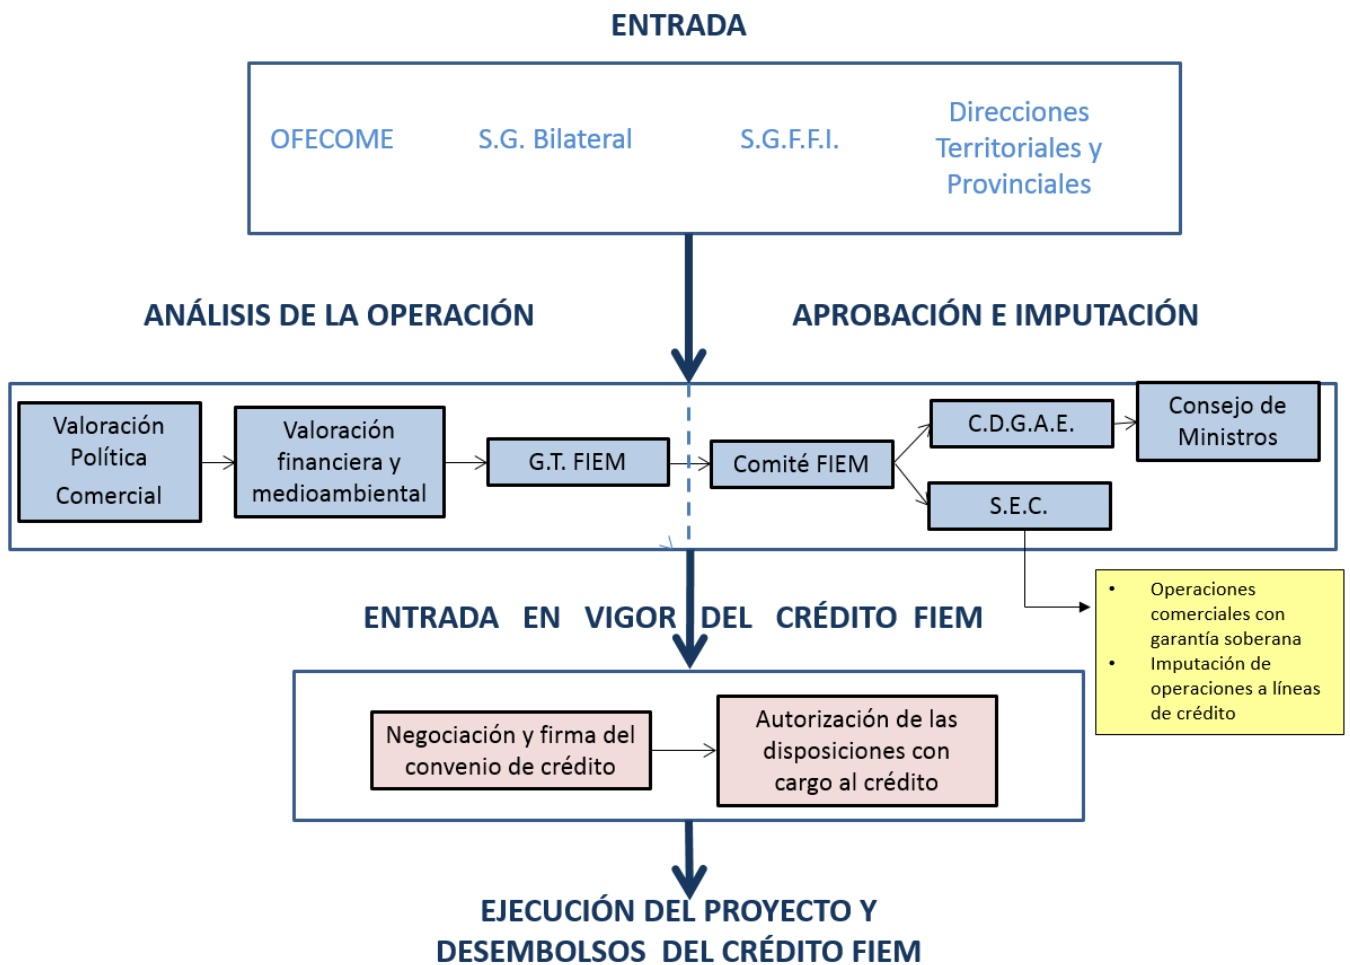 ENTRADA
OFECOME
S.G. Bilateral
S.G.F.F.I.
Direcciones
Territoriales y
Provinciales
ANÁLISIS DE LA OPERACIÓN
APROBACIÓN E IMPUTACIÓN
Valoración
Política
Comercial
Valoración
financiera y
medioambiental
G.T. FIEM
Comité FIEM
C.D.G.A.E.
Consejo de
Ministros
S.E.C.
• Operaciones
comerciales con
garantía soberana
• Imputación de
operaciones a líneas
de crédito
ENTRADA EN VIGOR DEL CRÉDITO FIEM
Negociación y firma del
convenio de crédito
Autorización de las
disposiciones con
cargo al crédito
EJECUCIÓN DEL PROYECTO Y
DESEMBOLSOS DEL CRÉDITO FIEM